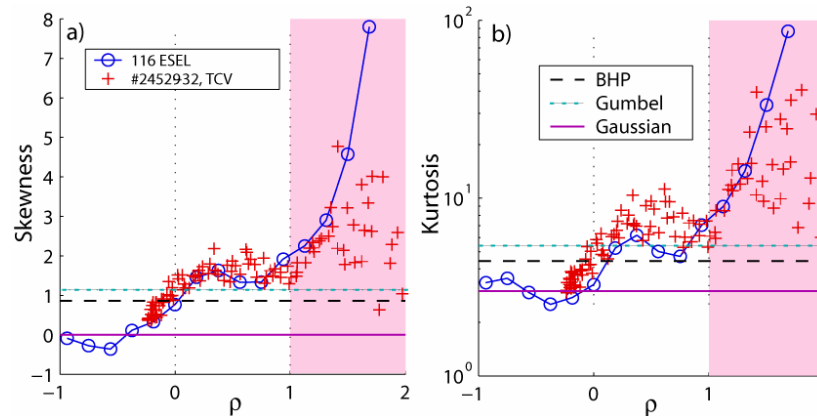 a)
116 ESEL
#2452932, TCV
Skewness
8
7
6
5
4
3
2
1
0
−1
−1 0 1 2
ρ
b)
BHP
Gumbel
Gaussian
Kurtosis
10²
10¹
10⁰
−1 0 1
ρ